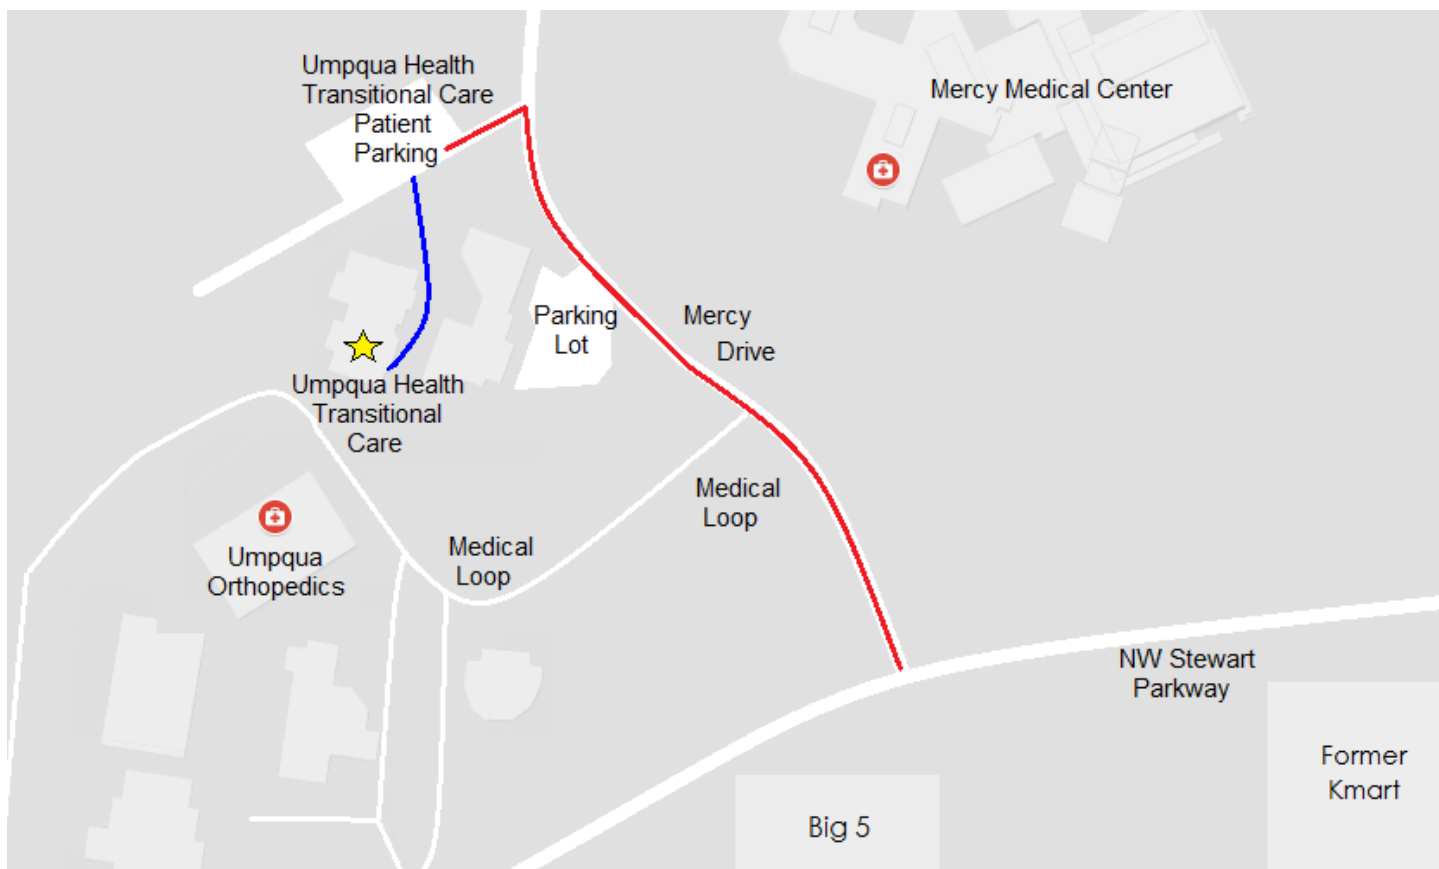 Umpqua Health
Transitional Care
Patient
Parking
Mercy Medical Center
Parking
Lot
Mercy
Drive
Umpqua Health
Transitional
Care
Medical
Loop
Medical
Loop
Umpqua
Orthopedics
NW Stewart
Parkway
Former
Kmart
Big 5